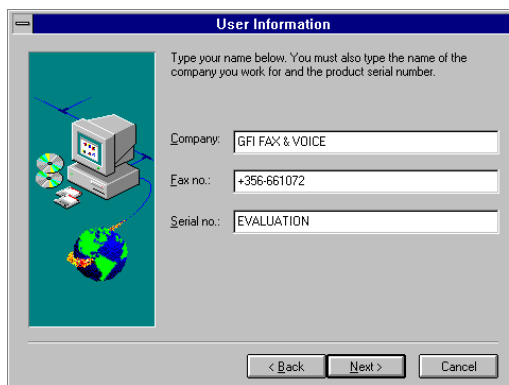 User Information
Type your name below. You must also type the name of the
company you work for and the product serial number.
Company: GFI FAX & VOICE
Fax no.: +356-661072
Serial no.: EVALUATION
< Back Next > Cancel